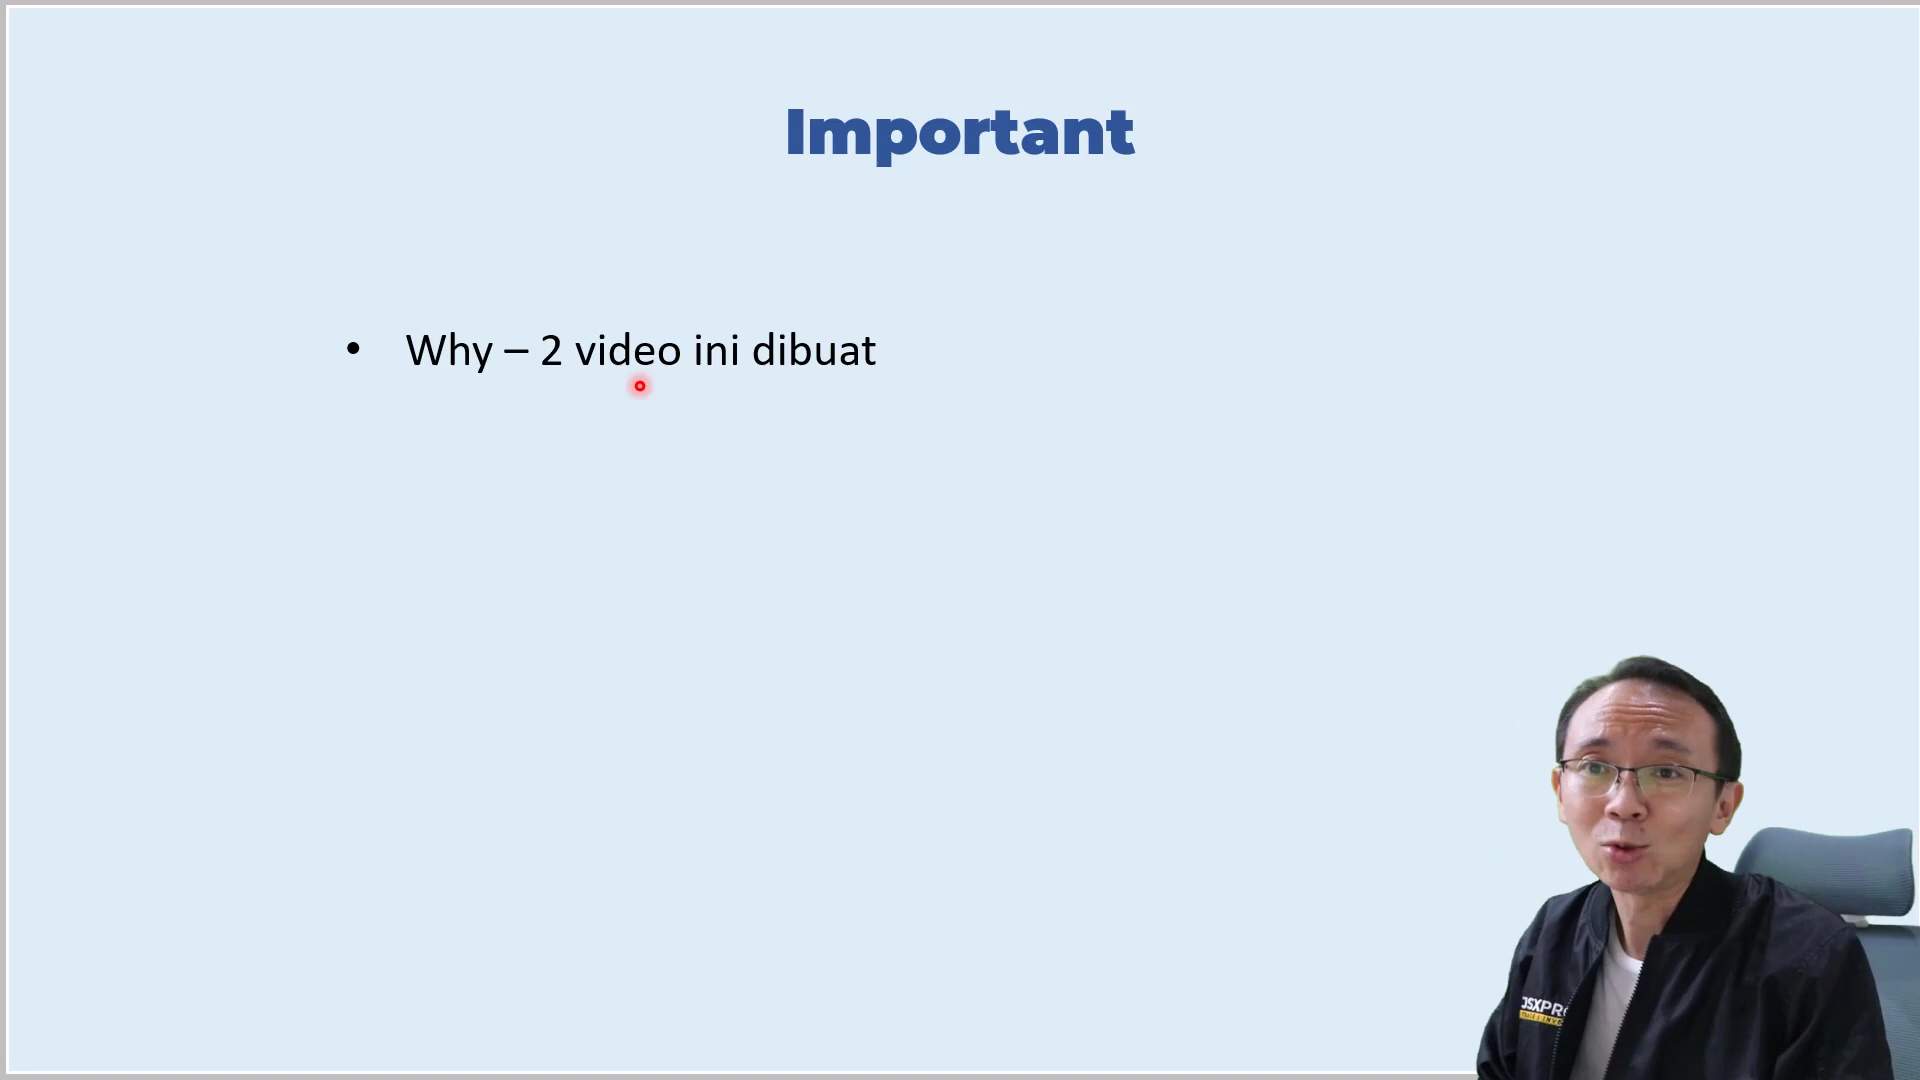 Important
• Why – 2 video ini dibuat